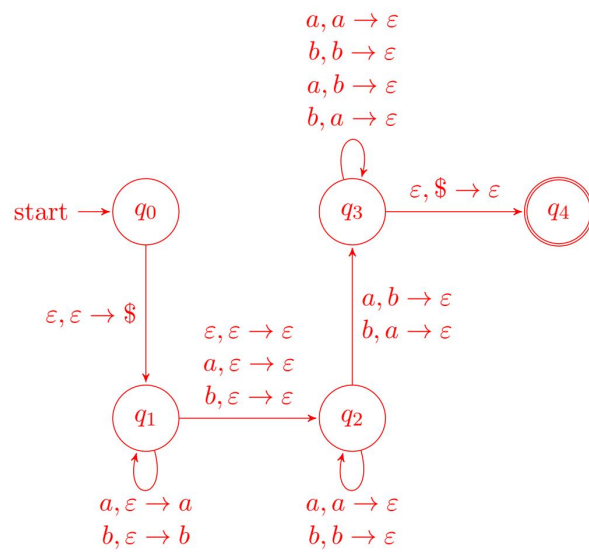 a, a → ε
b, b → ε
a, b → ε
b, a → ε
start
q0
q3
ε, $ → ε
q4
ε, ε → $
ε, ε → ε
a, ε → ε
b, ε → ε
a, b → ε
b, a → ε
q1
q2
a, ε → a
b, ε → b
a, a → ε
b, b → ε